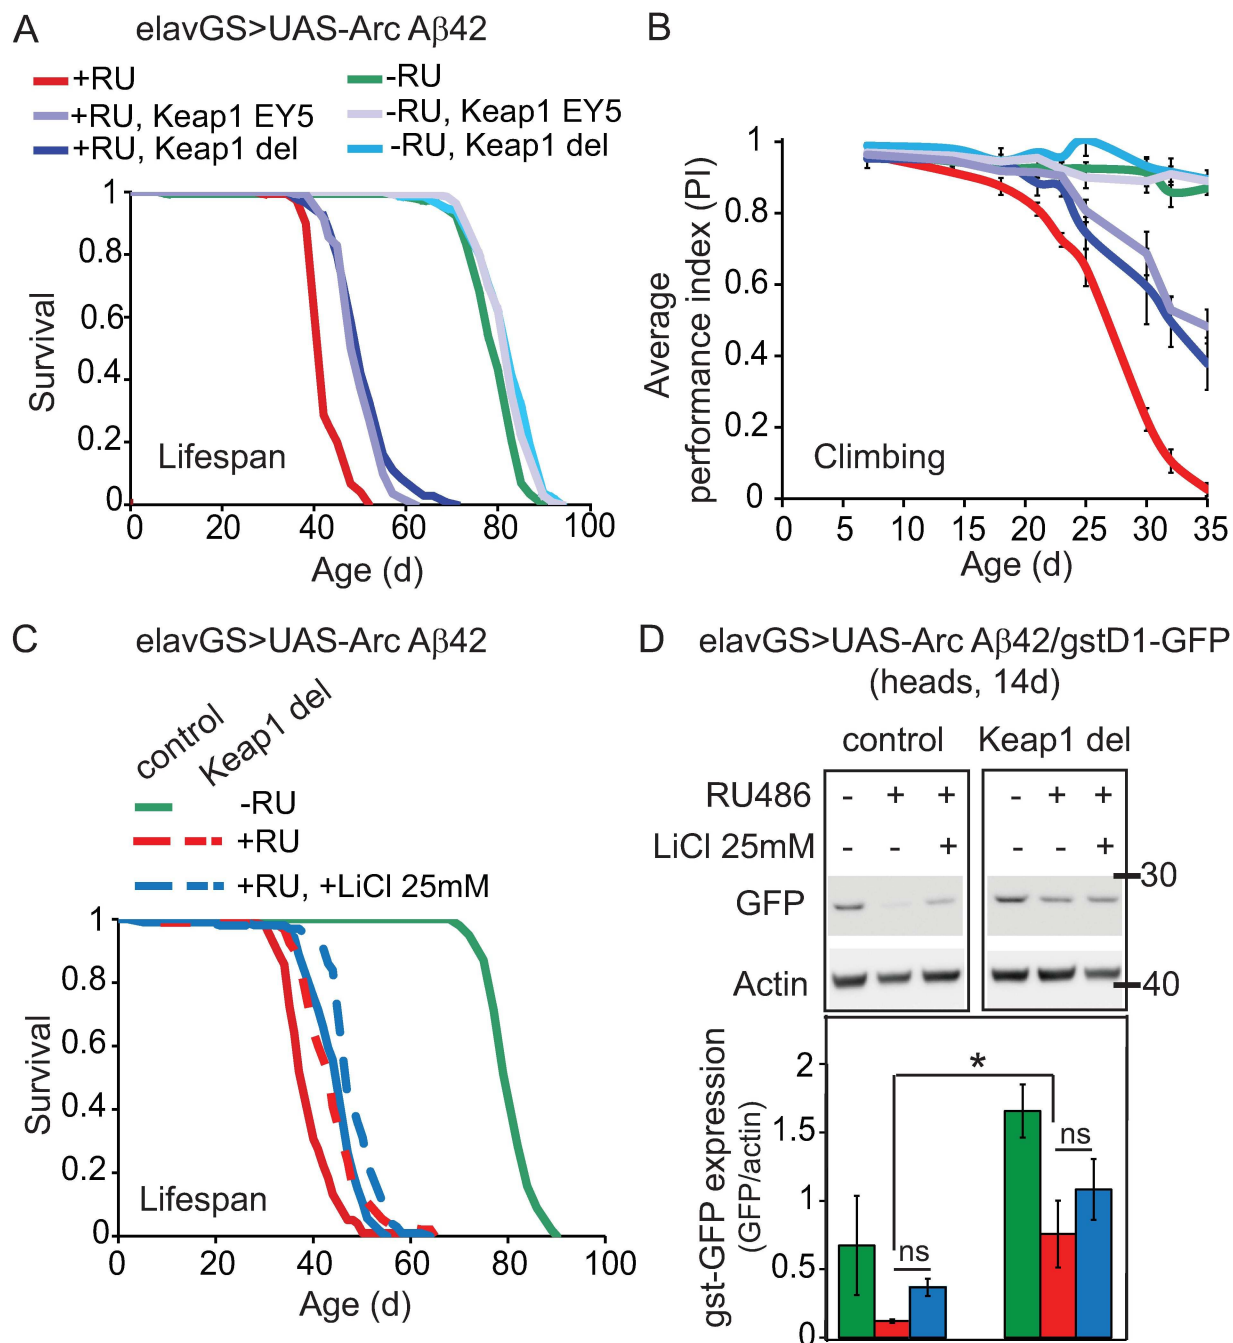 A
elavGS>UAS-Arc Aβ42
+RU
-RU
+RU, Keap1 EY5
-RU, Keap1 EY5
+RU, Keap1 del
-RU, Keap1 del
1
0.8
0.6
0.4
0.2
0
Survival
Lifespan
0 20 40 60 80 100
Age (d)
B
1
0.8
0.6
0.4
0.2
0
Average
performance index (PI)
Climbing
0 5 10 15 20 25 30 35
Age (d)
C
elavGS>UAS-Arc Aβ42
control
Keap1 del
-RU
+RU
+RU, +LiCl 25mM
1
0.8
0.6
0.4
0.2
0
Survival
Lifespan
0 20 40 60 80 100
Age (d)
D
elavGS>UAS-Arc Aβ42/gstD1-GFP
(heads, 14d)
control Keap1 del
RU486 - + + - + +
LiCl 25mM - - + - - +
30
GFP
Actin
40
2
1.5
1
0.5
0
gst-GFP expression
(GFP/actin)
*
ns
ns